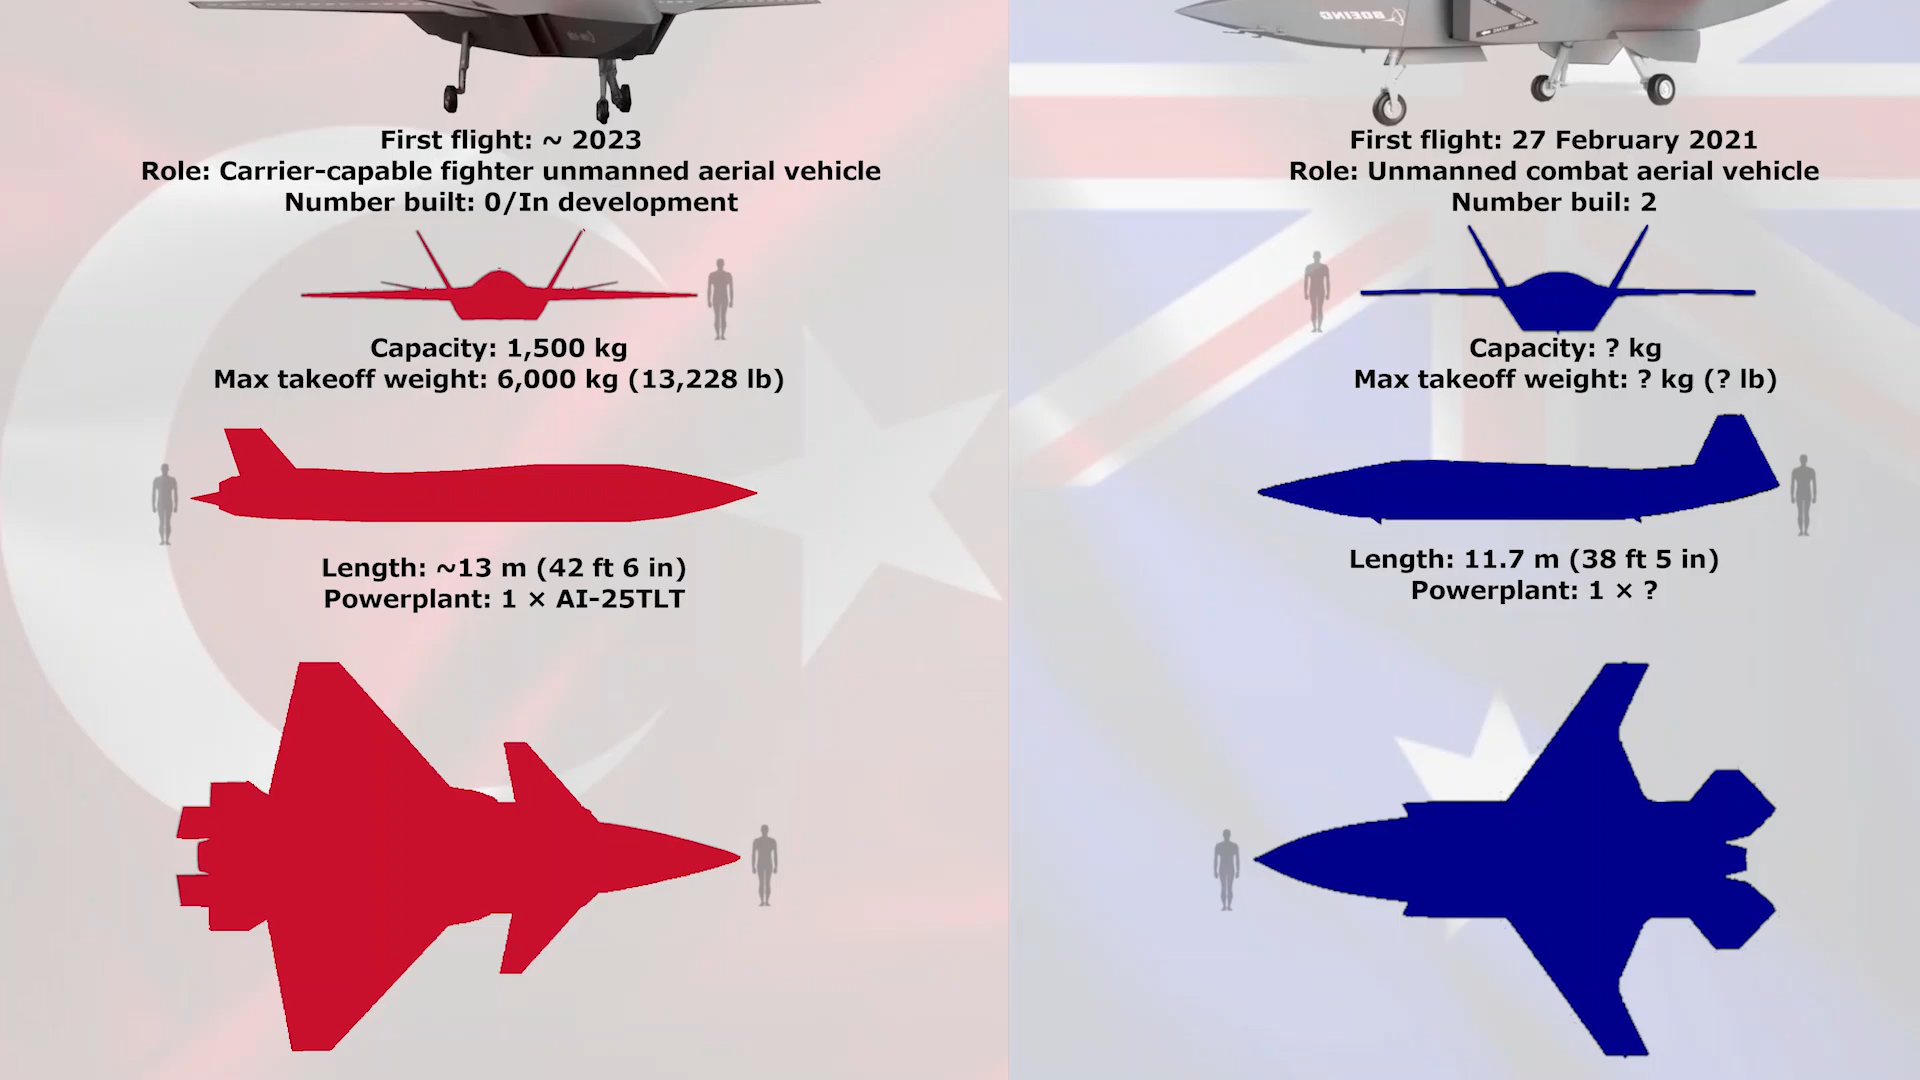 First flight: ~ 2023
Role: Carrier-capable fighter unmanned aerial vehicle
Number built: 0/In development
Capacity: 1,500 kg
Max takeoff weight: 6,000 kg (13,228 lb)
Length: ~13 m (42 ft 6 in)
Powerplant: 1 × AI-25TLT
BOEING
First flight: 27 February 2021
Role: Unmanned combat aerial vehicle
Number buil: 2
Capacity: ? kg
Max takeoff weight: ? kg (? lb)
Length: 11.7 m (38 ft 5 in)
Powerplant: 1 × ?